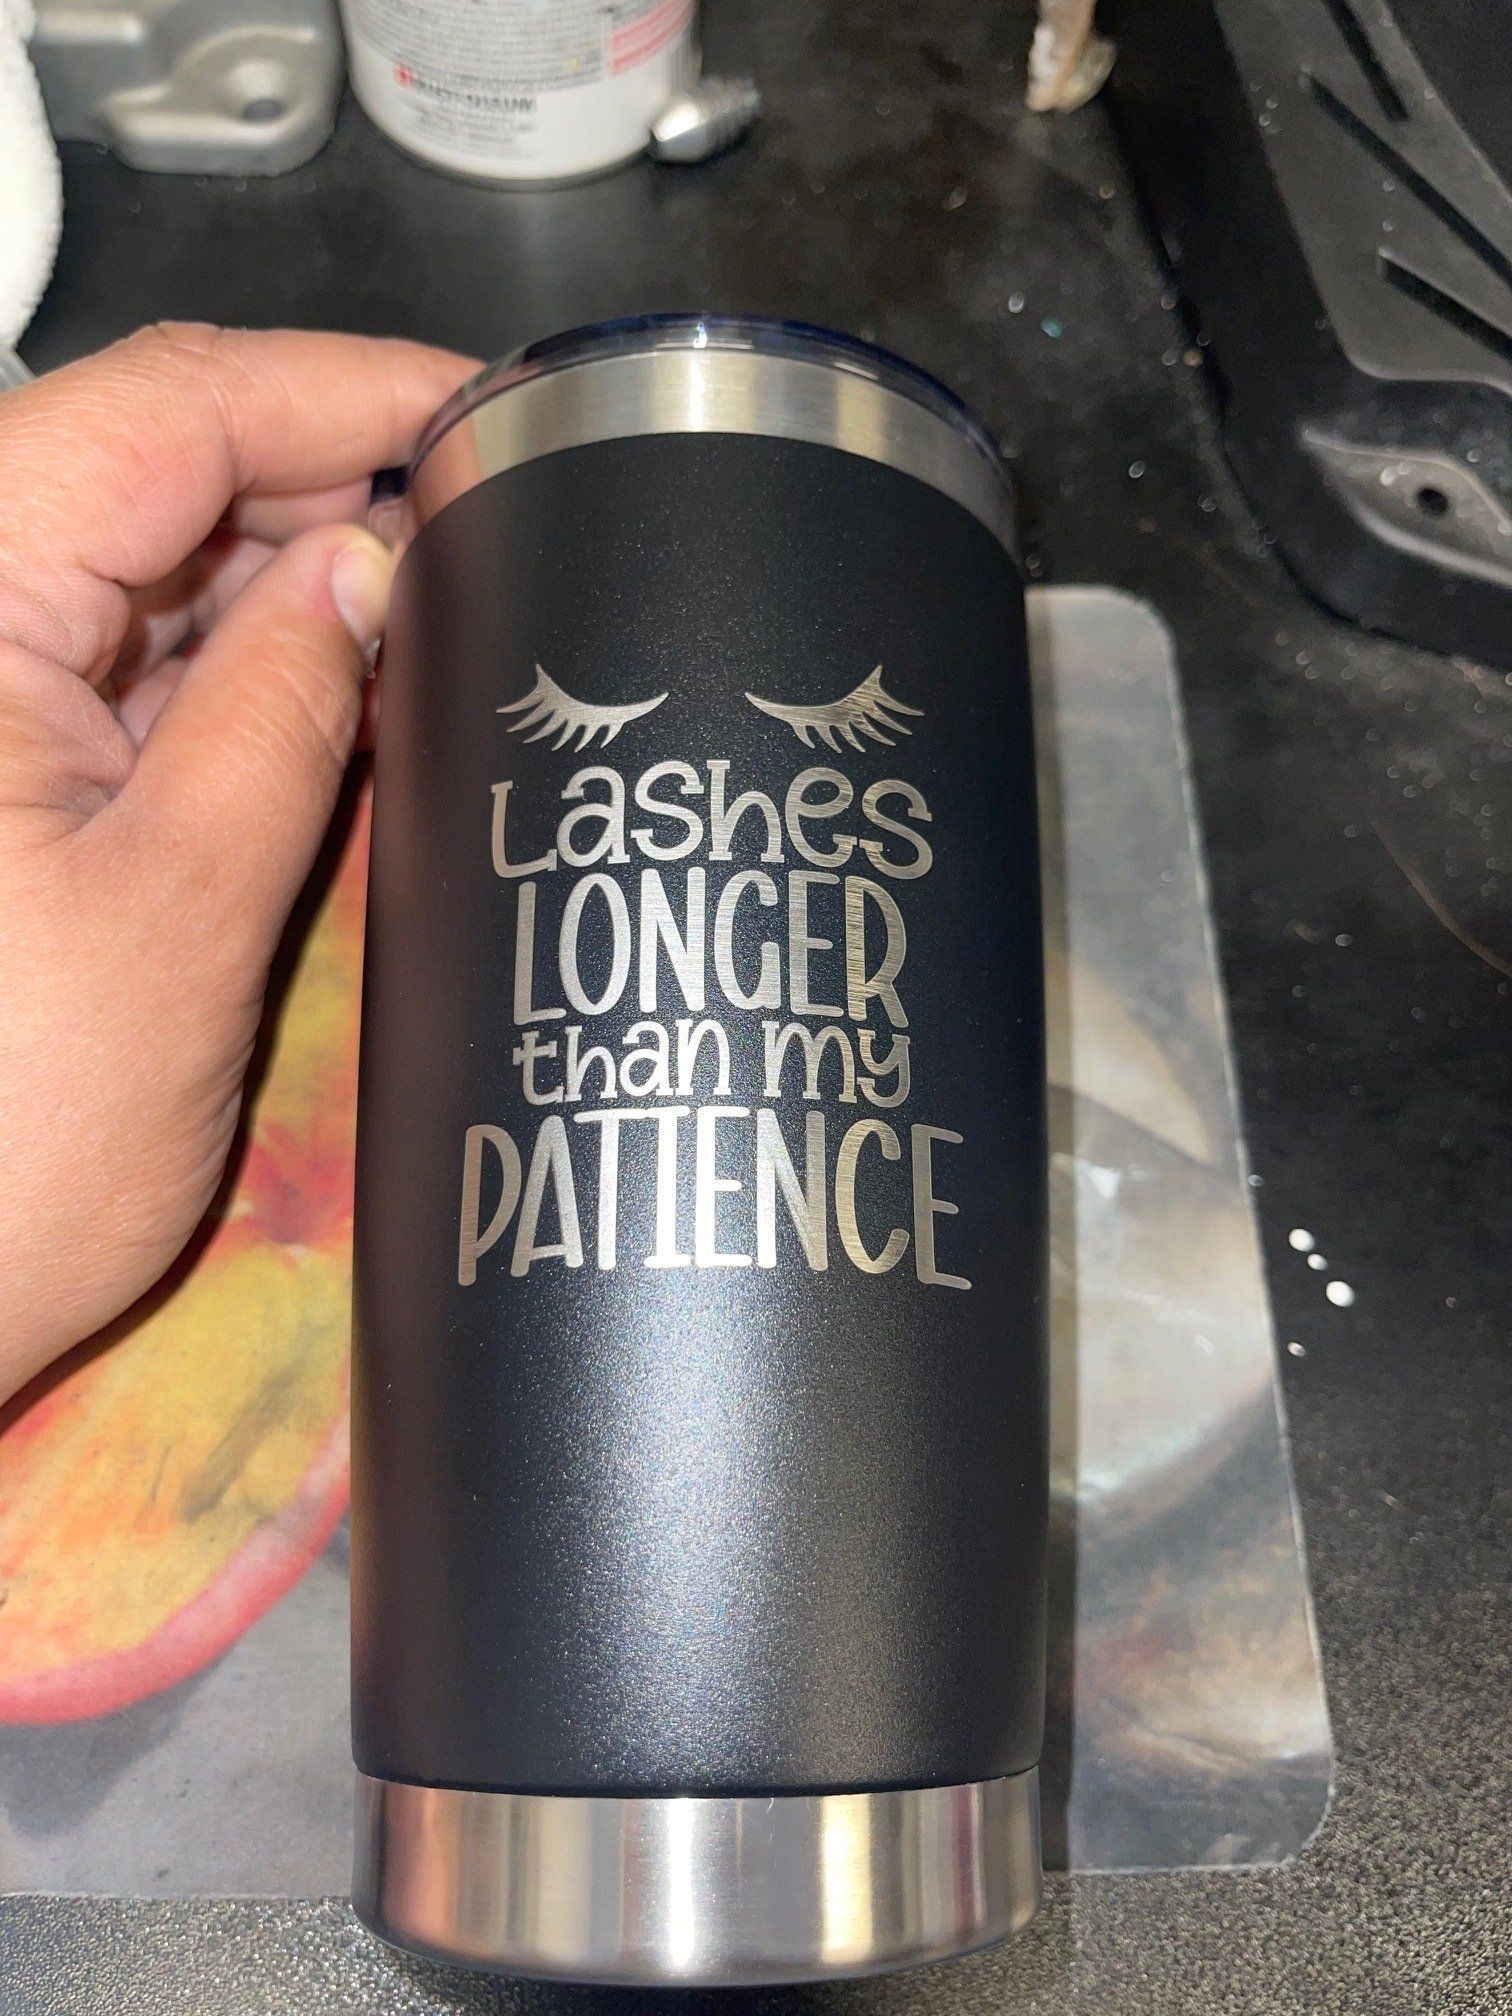 Lashes
LONGER
than my
PATIENCE